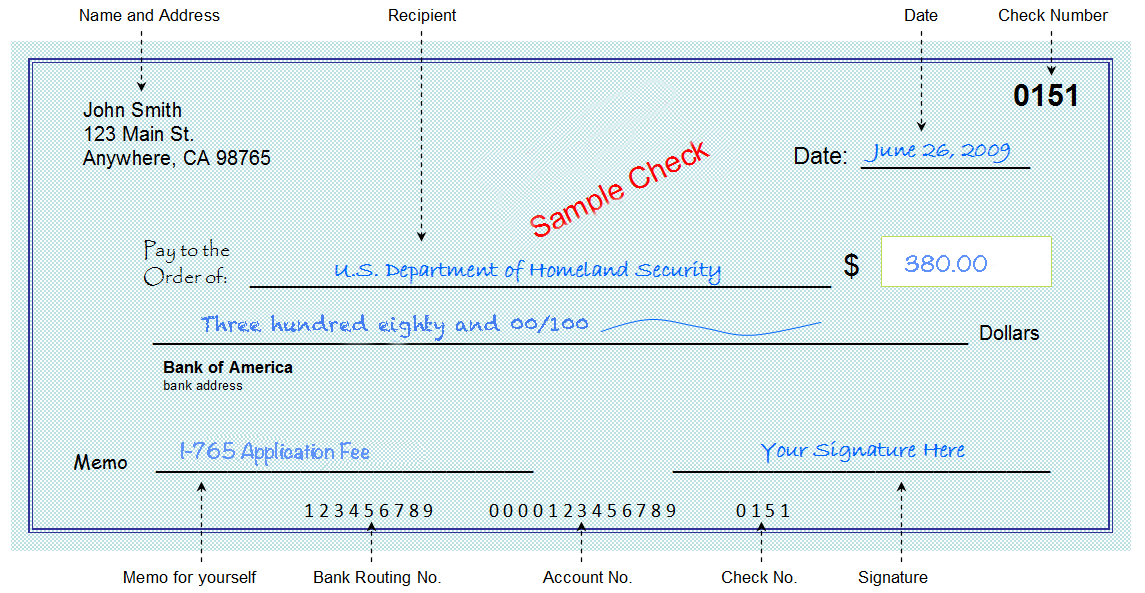 Name and Address Recipient Date Check Number
0151
John Smith
123 Main St.
Anywhere, CA 98765
Date: June 26, 2009
Sample Check
Pay to the
Order of: U.S. Department of Homeland Security $ 380.00
Three hundred eighty and 00/100 Dollars
Bank of America
bank address
Memo I-765 Application Fee Your Signature Here
123456789 0000123456789 0151
Memo for yourself Bank Routing No. Account No. Check No. Signature